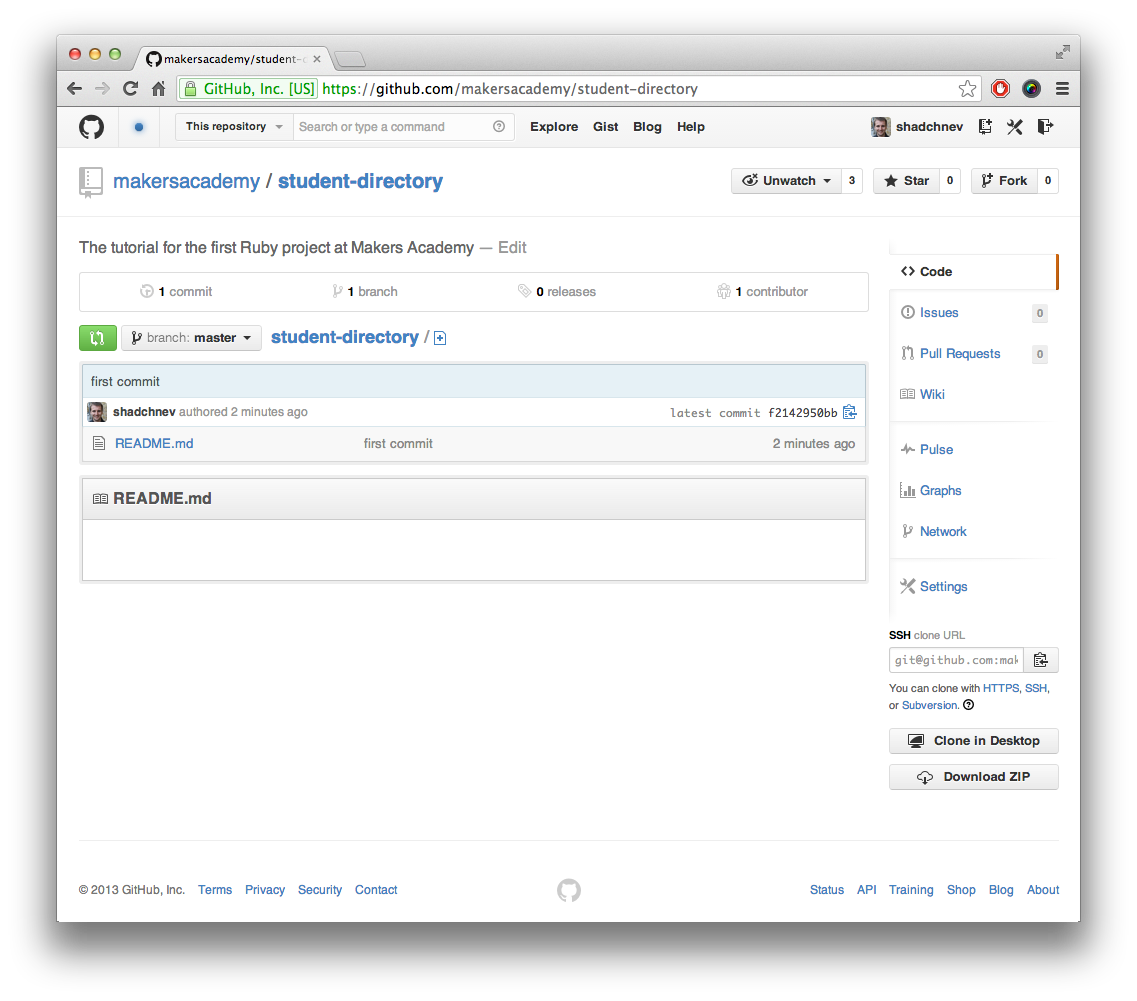 makersacademy/student-
GitHub, Inc. [US] https://github.com/makersacademy/student-directory
This repository Search or type a command Explore Gist Blog Help shadchnev
makersacademy / student-directory Unwatch 3 Star 0 Fork 0
The tutorial for the first Ruby project at Makers Academy — Edit
1 commit 1 branch 0 releases 1 contributor
branch: master student-directory /
first commit
shadchnev authored 2 minutes ago latest commit f2142950bb
README.md first commit 2 minutes ago
README.md
Code
Issues 0
Pull Requests 0
Wiki
Pulse
Graphs
Network
Settings
SSH clone URL
git@github.com:mak
You can clone with HTTPS, SSH,
or Subversion.
Clone in Desktop
Download ZIP
© 2013 GitHub, Inc. Terms Privacy Security Contact Status API Training Shop Blog About